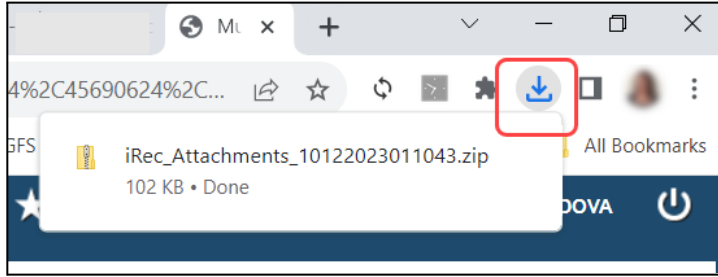 Mu
4%2C45690624%2C...
GFS
All Bookmarks
iRec_Attachments_10122023011043.zip
102 KB • Done
DOVA